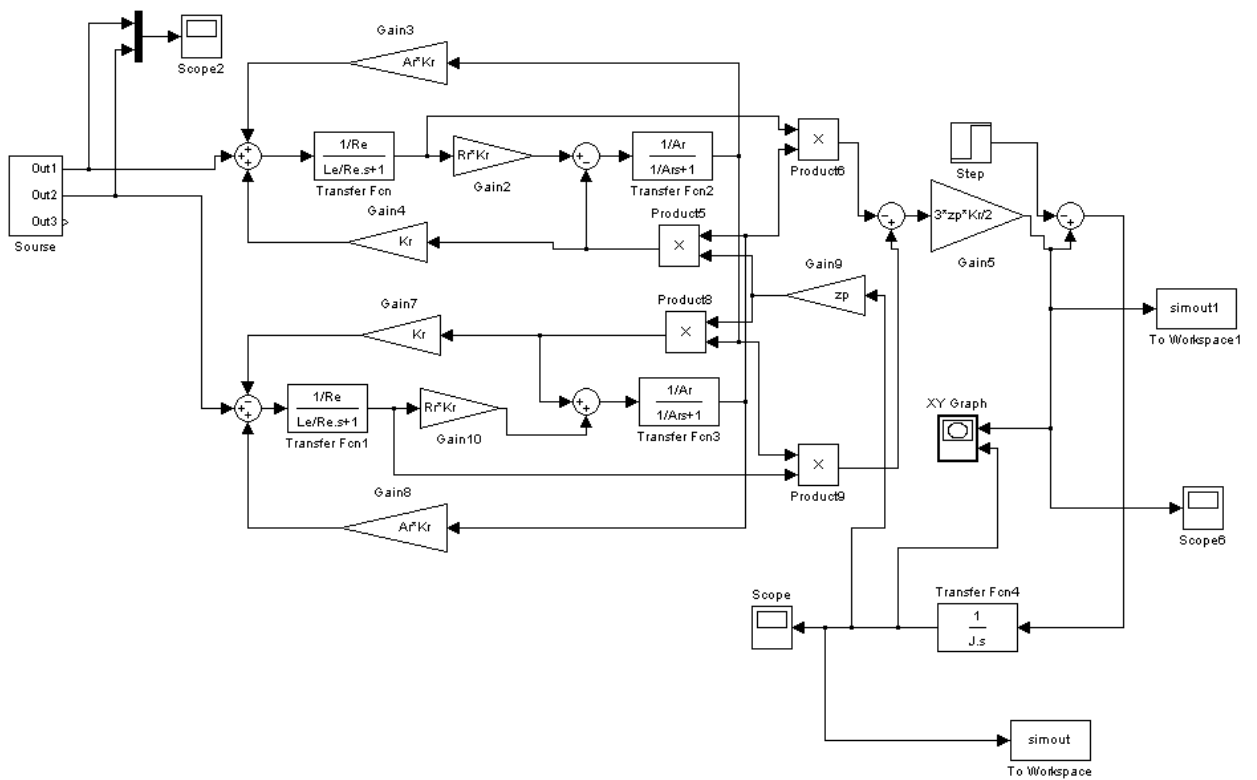 Gain3
Ar*Kr
Scope2
Out1
Out2
Out3
Sourse
1/Re
Le/Re.s+1
Transfer Fcn
Rr*Kr
Gain2
1/Ar
1/Ars+1
Transfer Fcn2
Product6
Step
Gain4
Kr
Product5
3*zp*Kr/2
Gain5
Gain9
zp
Gain7
Kr
Product8
simout1
To Workspace1
1/Re
Le/Re.s+1
Transfer Fcn1
Rr*Kr
Gain10
1/Ar
1/Ars+1
Transfer Fcn3
XY Graph
Product9
Gain8
Ar*Kr
Scope6
Scope
Transfer Fcn4
1
J.s
simout
To Workspace